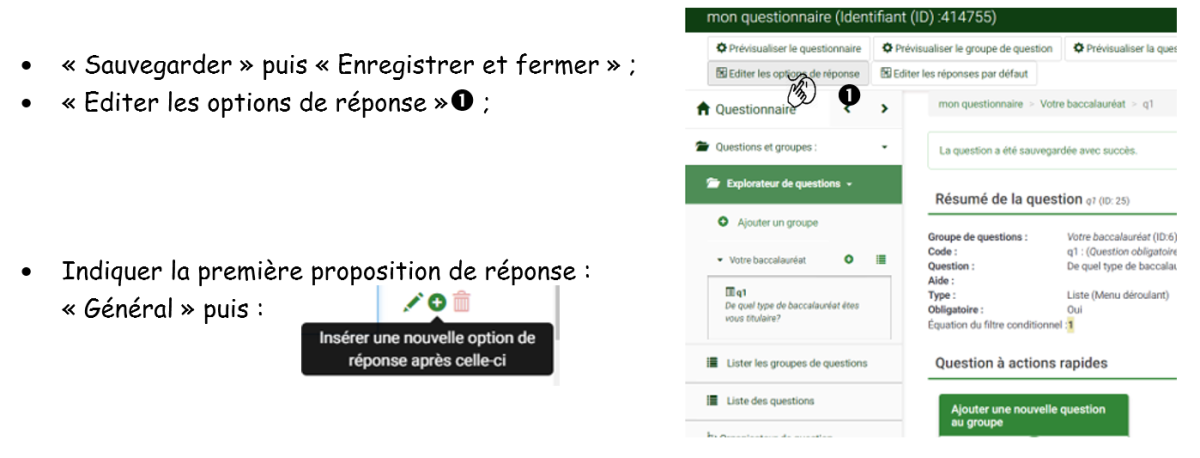 • « Sauvegarder » puis « Enregistrer et fermer » ;
• « Editer les options de réponse »❶ ;
• Indiquer la première proposition de réponse :
« Général » puis :
Insérer une nouvelle option de
réponse après celle-ci
mon questionnaire (Identifiant (ID) :414755)
Prévisualiser le questionnaire
Prévisualiser le groupe de question
Prévisualiser la ques
Editer les options de réponse
Editer les réponses par défaut
❶
Questionnaire
mon questionnaire > Votre baccalauréat > q1
Questions et groupes :
La question a été sauvegardée avec succès.
Explorateur de questions
Résumé de la question q1 (ID: 25)
Ajouter un groupe
Groupe de questions : Votre baccalauréat (ID:6)
Code : q1 : (Question obligatoire
Votre baccalauréat
Question : De quel type de baccalau
Aide :
q1
Type : Liste (Menu déroulant)
De quel type de baccalauréat êtes
vous titulaire?
Obligatoire : Oui
Équation du filtre conditionnel :1
Lister les groupes de questions
Question à actions rapides
Liste des questions
Ajouter une nouvelle question
au groupe